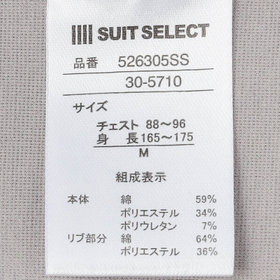 SUIT SELECT
品番 526305SS
30-5710
サイズ
チェスト 88~96
身 長 165~175
M
組成表示
本体 綿 59%
ポリエステル 34%
ポリウレタン 7%
リブ部分 綿 64%
ポリエステル 36%